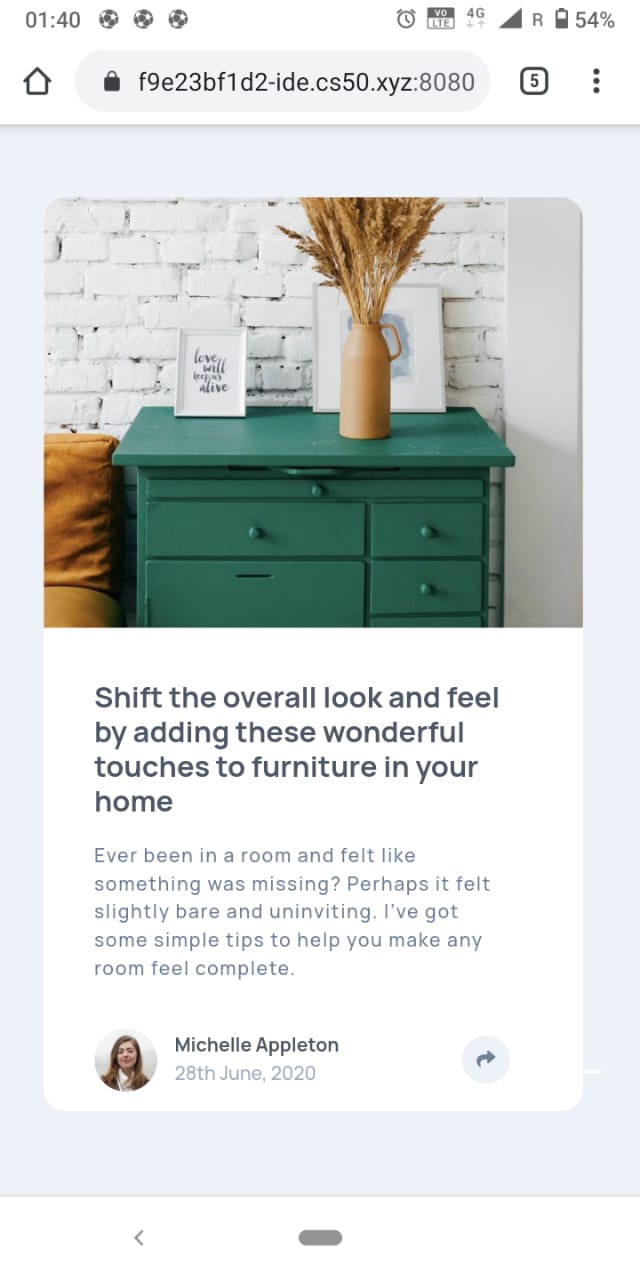 01:40
VO
LTE
4G
R
54%
f9e23bf1d2-ide.cs50.xyz:8080
5
love
will
keep us
alive
Shift the overall look and feel
by adding these wonderful
touches to furniture in your
home
Ever been in a room and felt like
something was missing? Perhaps it felt
slightly bare and uninviting. I've got
some simple tips to help you make any
room feel complete.
Michelle Appleton
28th June, 2020